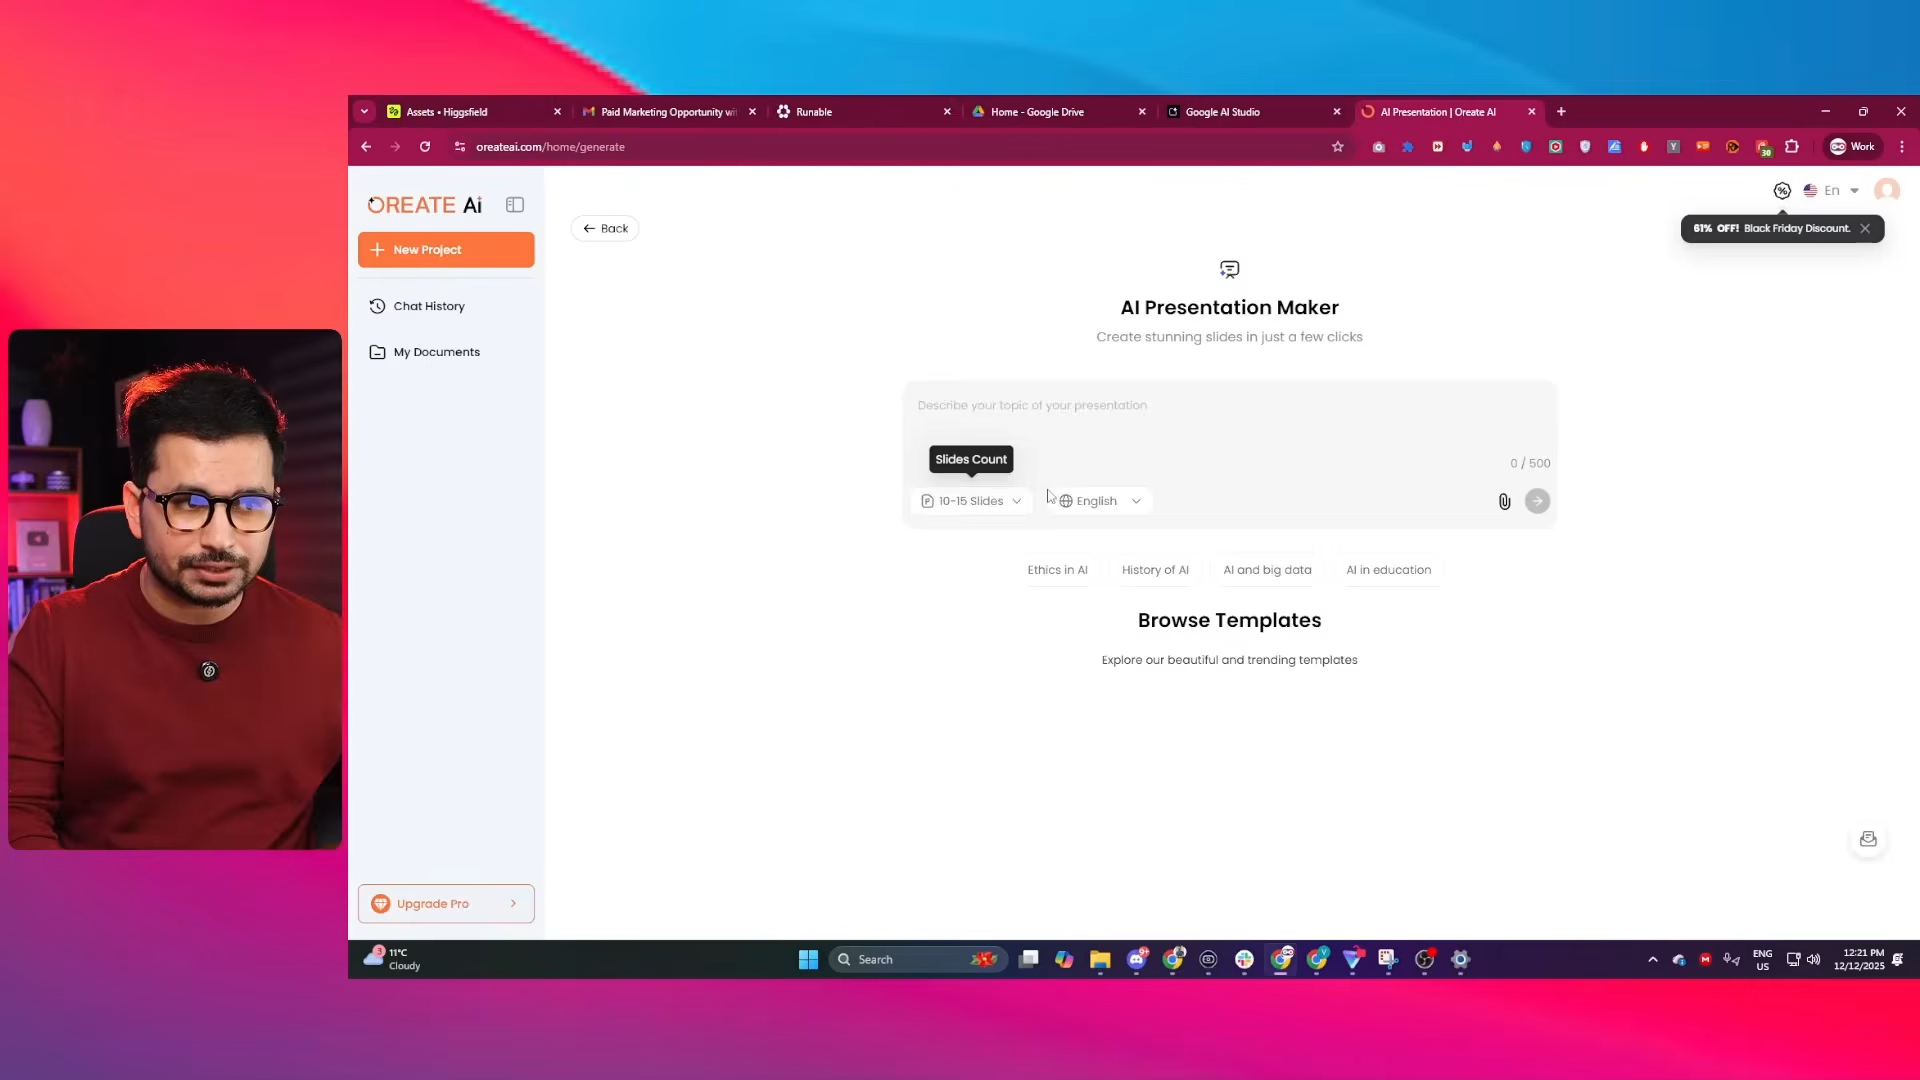 Assets • Higgsfield
Paid Marketing Opportunity wi
Runable
Home - Google Drive
Google AI Studio
AI Presentation | Oreate AI
oreateai.com/home/generate
30
Work
OREATE Ai
En
Back
61% OFF! Black Friday Discount.
New Project
AI Presentation Maker
Chat History
Create stunning slides in just a few clicks
My Documents
Describe your topic of your presentation
Slides Count
0 / 500
10-15 Slides
English
Ethics in AI
History of AI
AI and big data
AI in education
Browse Templates
Explore our beautiful and trending templates
Upgrade Pro
3
11°C
Cloudy
Search
9+
ENG
US
12:21 PM
12/12/2025